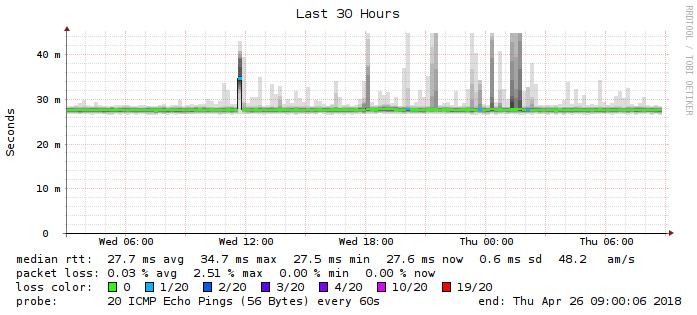 Last 30 Hours
RRDTOOL / TOBI OETIKER
Seconds
40 m
30 m
20 m
10 m
0
Wed 06:00 Wed 12:00 Wed 18:00 Thu 00:00 Thu 06:00
median rtt: 27.7 ms avg 34.7 ms max 27.5 ms min 27.6 ms now 0.6 ms sd 48.2 am/s
packet loss: 0.03 % avg 2.51 % max 0.00 % min 0.00 % now
loss color: 0 1/20 2/20 3/20 4/20 10/20 19/20
probe: 20 ICMP Echo Pings (56 Bytes) every 60s end: Thu Apr 26 09:00:06 2018